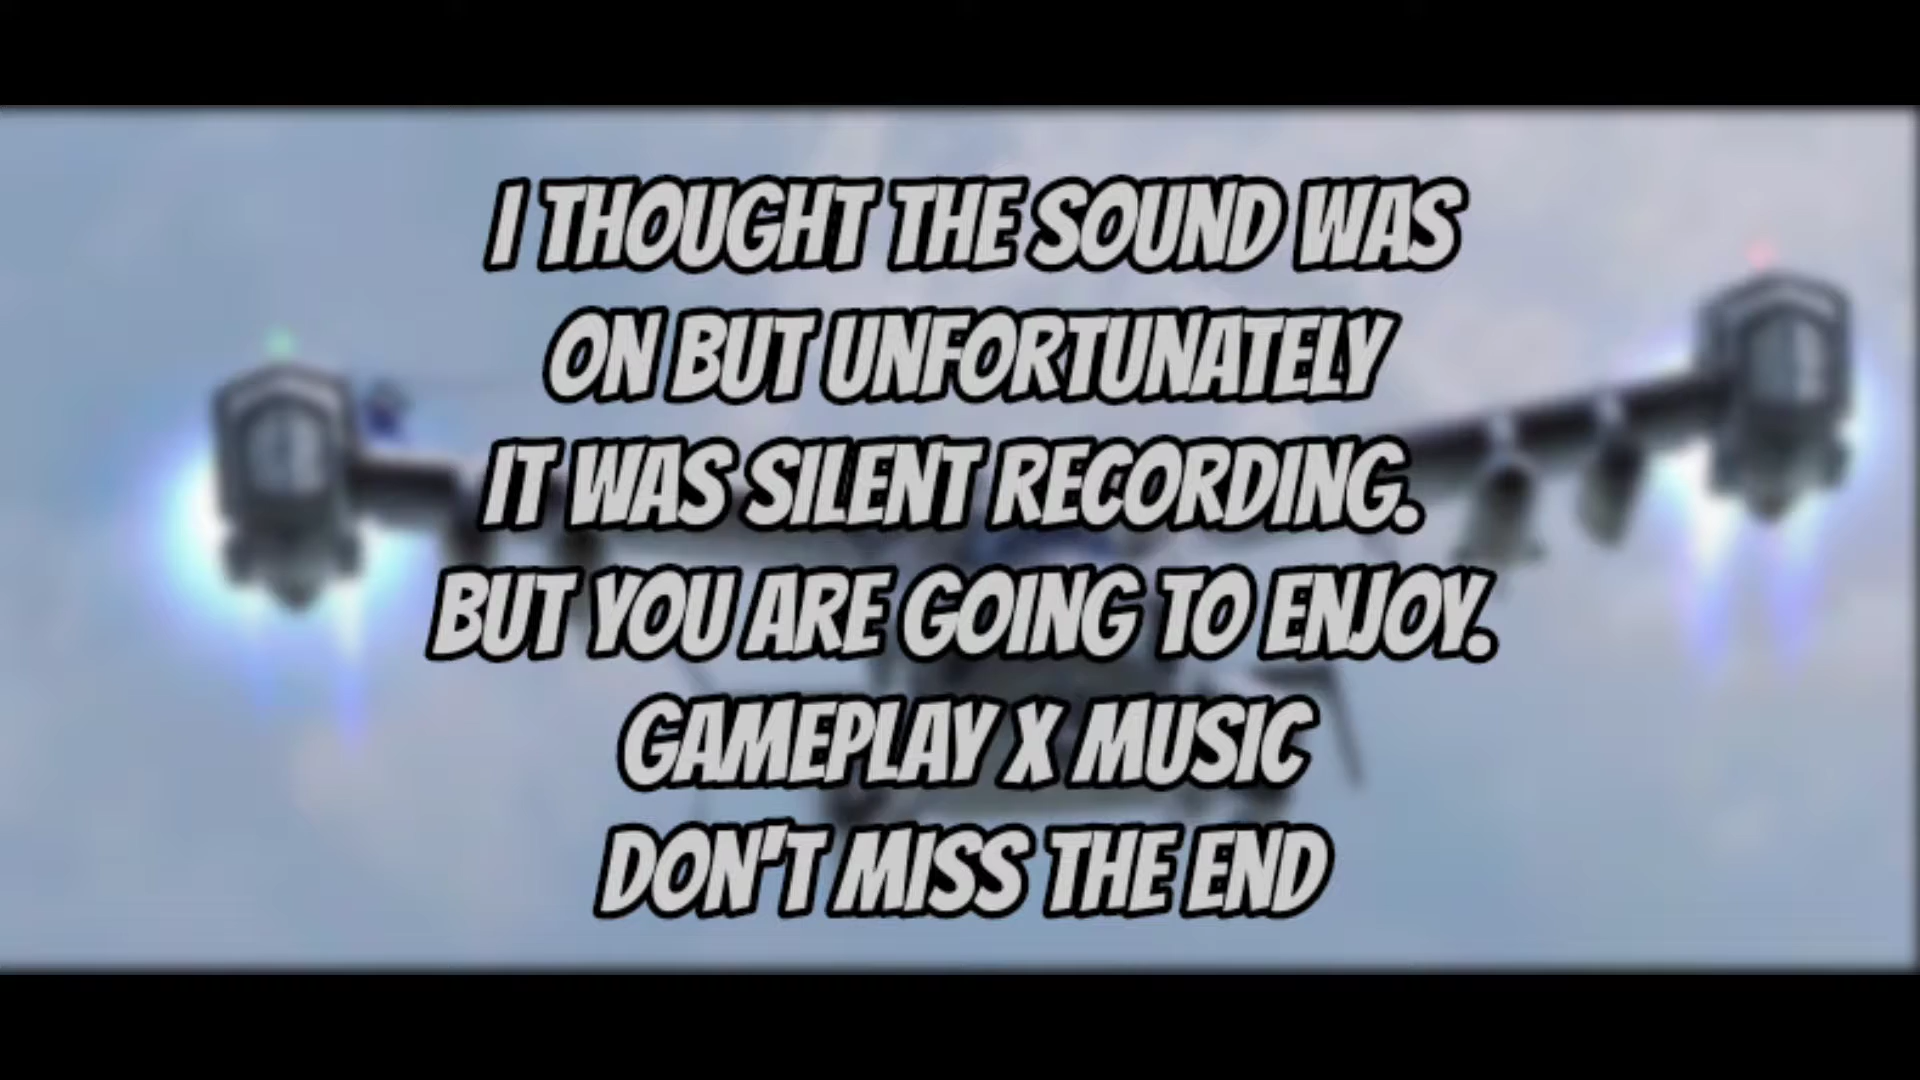 I THOUGHT THE SOUND WAS
ON BUT UNFORTUNATELY
IT WAS SILENT RECORDING.
BUT YOU ARE GOING TO ENJOY.
GAMEPLAY X MUSIC
DON'T MISS THE END